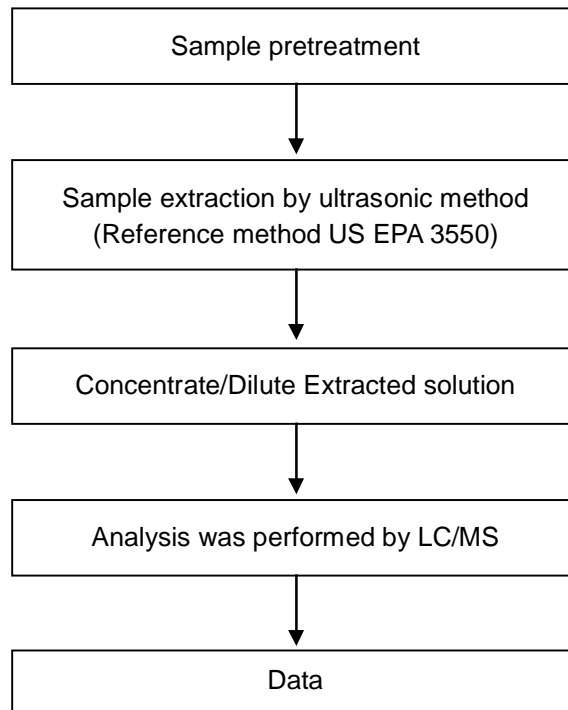 Sample pretreatment
Sample extraction by ultrasonic method
(Reference method US EPA 3550)
Concentrate/Dilute Extracted solution
Analysis was performed by LC/MS
Data